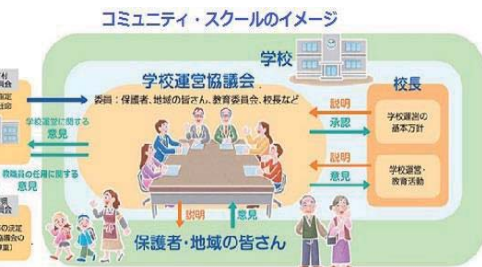 コミュニティ・スクールのイメージ
学校
学校運営協議会
委員：保護者、地域の皆さん、教育委員会、校長など
校長
説明
承認
学校運営の
基本方針
説明
意見
学校運営・
教育活動
学校運営に関する
意見
教職員の任用に関する
意見
説明
意見
保護者・地域の皆さん